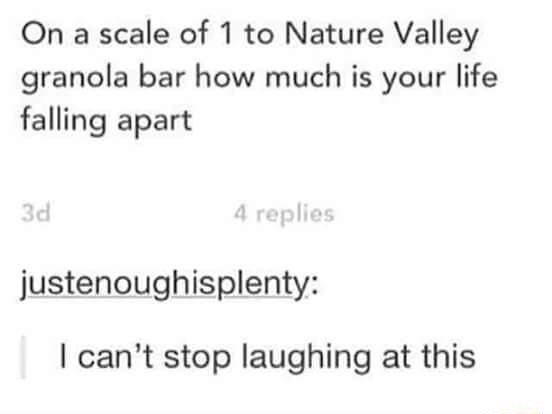 On a scale of 1 to Nature Valley
granola bar how much is your life
falling apart
3d 4 replies
justenoughisplenty:
I can't stop laughing at this